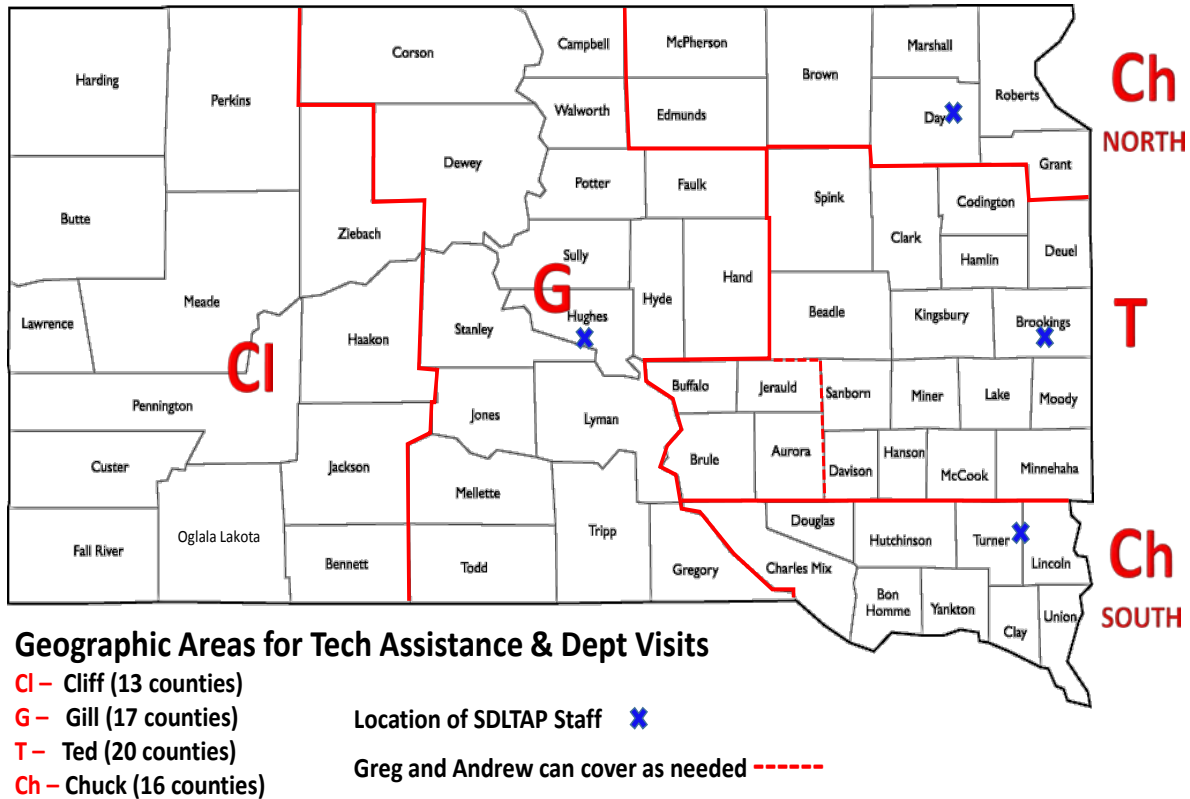 Harding
Perkins
Corson
Campbell
McPherson
Brown
Marshall
Roberts
Ch
NORTH
Walworth
Edmunds
Day
Dewey
Grant
Butte
Ziebach
Potter
Faulk
Spink
Clark
Codington
Hamlin
Deuel
Meade
Sully
G
Hyde
Hand
Lawrence
Haakon
Stanley
Hughes
Beadle
Kingsbury
Brookings
T
Cl
Pennington
Jones
Lyman
Buffalo
Jerauld
Sanborn
Miner
Lake
Moody
Custer
Jackson
Mellette
Brule
Aurora
Davison
Hanson
McCook
Minnehaha
Fall River
Oglala Lakota
Bennett
Todd
Tripp
Gregory
Douglas
Charles Mix
Hutchinson
Turner
Lincoln
Ch
SOUTH
Bon
Homme
Yankton
Clay
Union
Geographic Areas for Tech Assistance & Dept Visits
Cl – Cliff (13 counties)
G – Gill (17 counties)
T – Ted (20 counties)
Ch – Chuck (16 counties)
Location of SDLTAP Staff
Greg and Andrew can cover as needed